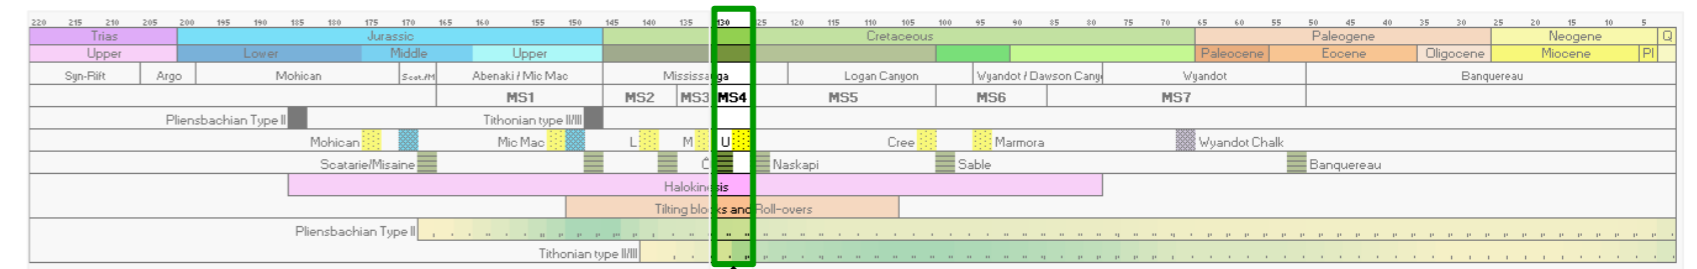 220 215 210 205 200 195 190 185 180 175 170 165 160 155 150 145 140 135 130 125 120 115 110 105 100 95 90 85 80 75 70 65 60 55 50 45 40 35 30 25 20 15 10 5
Trias Jurassic Cretaceous Paleogene Neogene Q
Upper Lower Middle Upper Paleocene Eocene Oligocene Miocene Pl
Syn-Rift Argo Mohican Scat./M Abenaki / Mic Mac Mississauga Logan Canyon Wyandot / Dawson Cany Wyandot Banquereau
MS1 MS2 MS3 MS4 MS5 MS6 MS7
Pliensbachian Type II Tithonian type II/III
Mohican Mic Mac L M U Cree Marmora Wyandot Chalk
Scatarie/Misaine Naskapi Sable Banquereau
Halokinesis
Tilting blocks and Roll-overs
Pliensbachian Type II
Tithonian type II/III